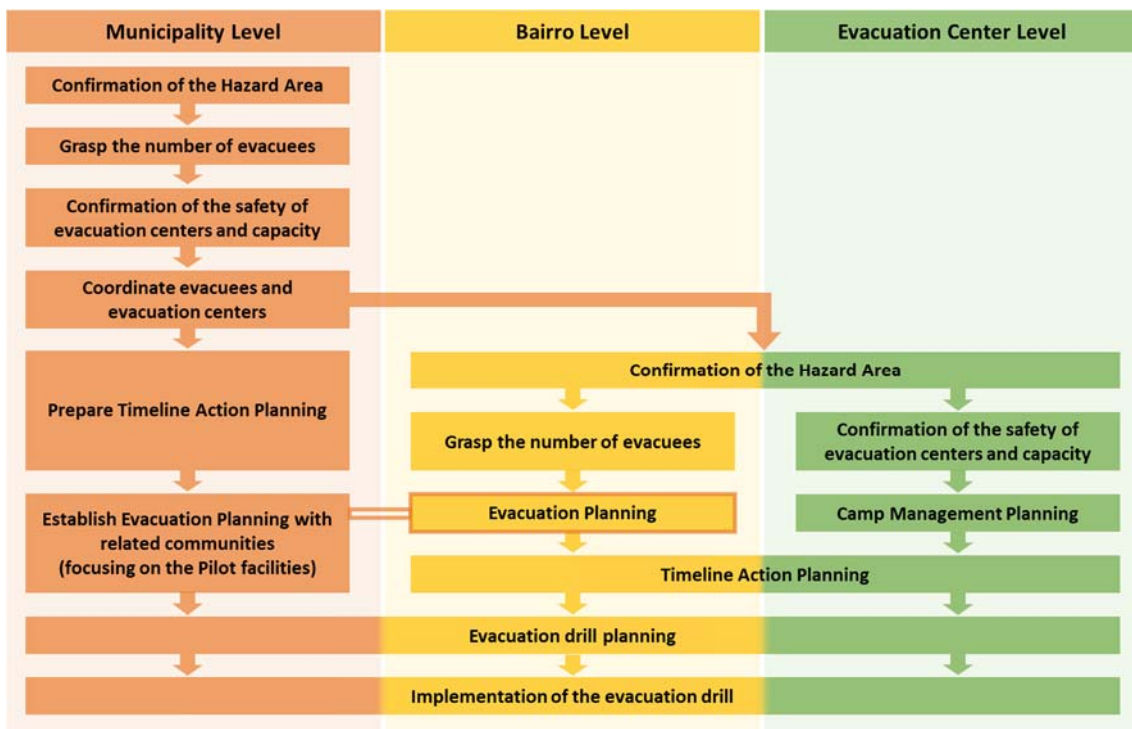 Municipality Level
Bairro Level
Evacuation Center Level
Confirmation of the Hazard Area
Grasp the number of evacuees
Confirmation of the safety of
evacuation centers and capacity
Coordinate evacuees and
evacuation centers
Prepare Timeline Action Planning
Establish Evacuation Planning with
related communities
(focusing on the Pilot facilities)
Confirmation of the Hazard Area
Grasp the number of evacuees
Evacuation Planning
Confirmation of the safety of
evacuation centers and capacity
Camp Management Planning
Timeline Action Planning
Evacuation drill planning
Implementation of the evacuation drill